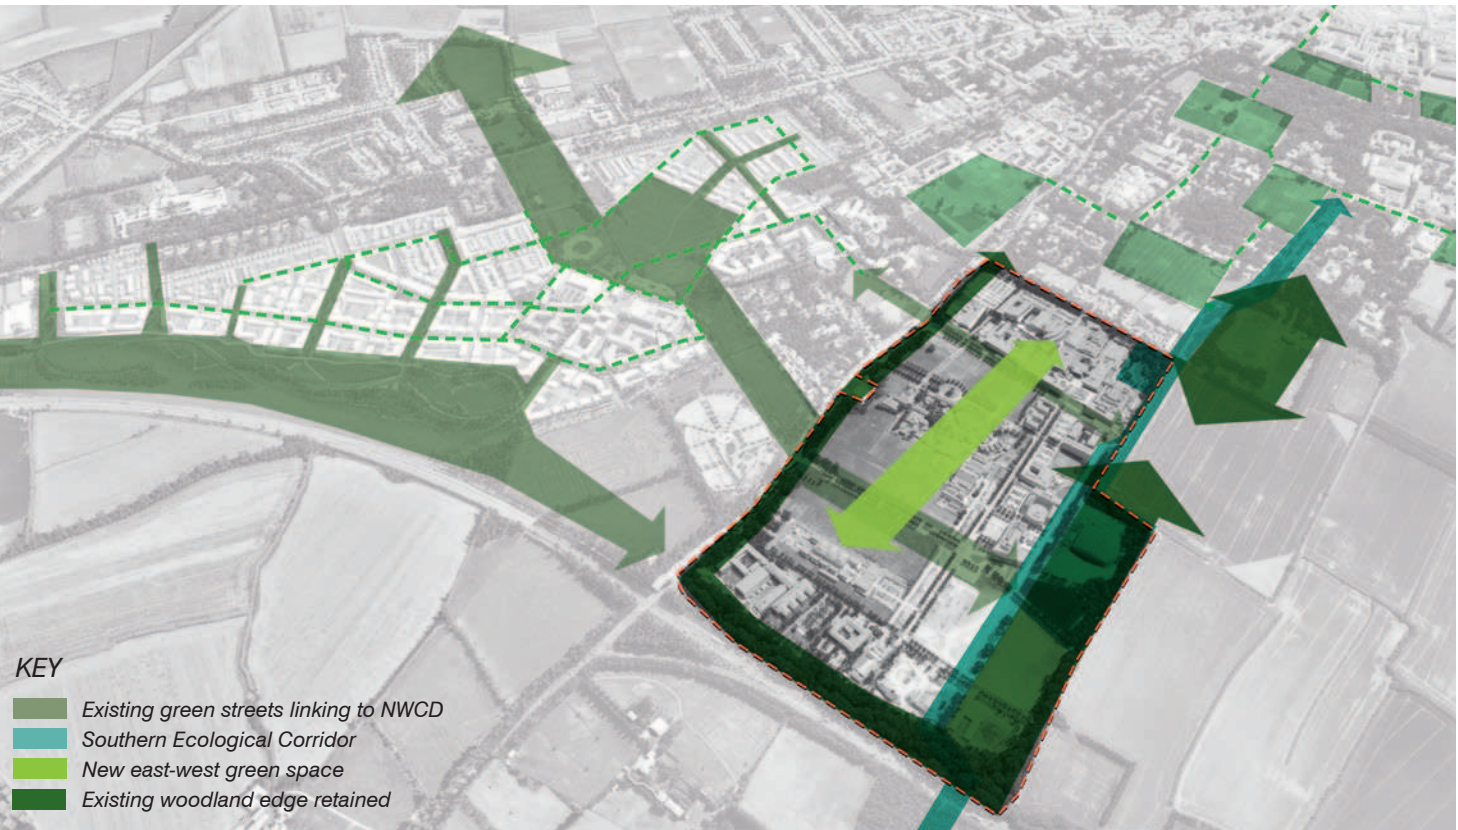 KEY
Existing green streets linking to NWCD
Southern Ecological Corridor
New east-west green space
Existing woodland edge retained